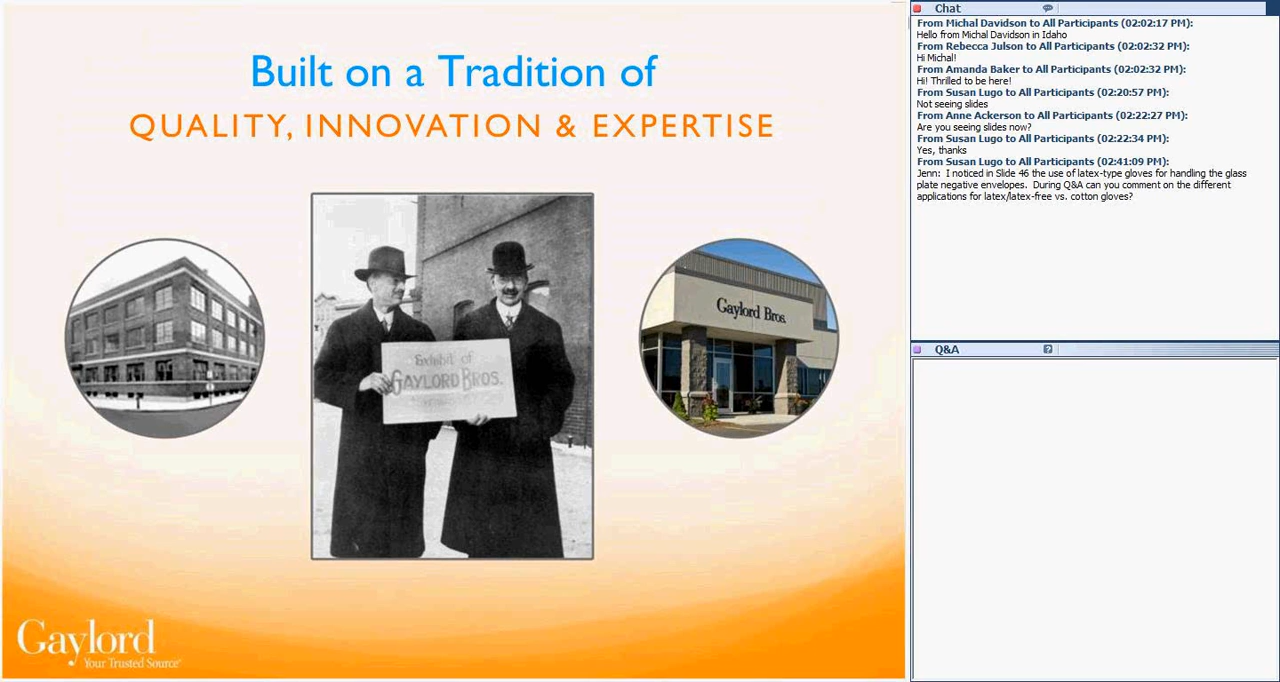 Built on a Tradition of
QUALITY, INNOVATION & EXPERTISE
Exhibit of
GAYLORD BROS.
Gaylord Bros.
Gaylord
Your Trusted Source
Chat
From Michal Davidson to All Participants (02:02:17 PM):
Hello from Michal Davidson in Idaho
From Rebecca Julson to All Participants (02:02:32 PM):
Hi Michal!
From Amanda Baker to All Participants (02:02:32 PM):
Hi! Thrilled to be here!
From Susan Lugo to All Participants (02:20:57 PM):
Not seeing slides
From Anne Ackerson to All Participants (02:22:27 PM):
Are you seeing slides now?
From Susan Lugo to All Participants (02:22:34 PM):
Yes, thanks
From Susan Lugo to All Participants (02:41:09 PM):
Jenn:  I noticed in Slide 46 the use of latex-type gloves for handling the glass
plate negative envelopes.  During Q&A can you comment on the different
applications for latex/latex-free vs. cotton gloves?
Q&A